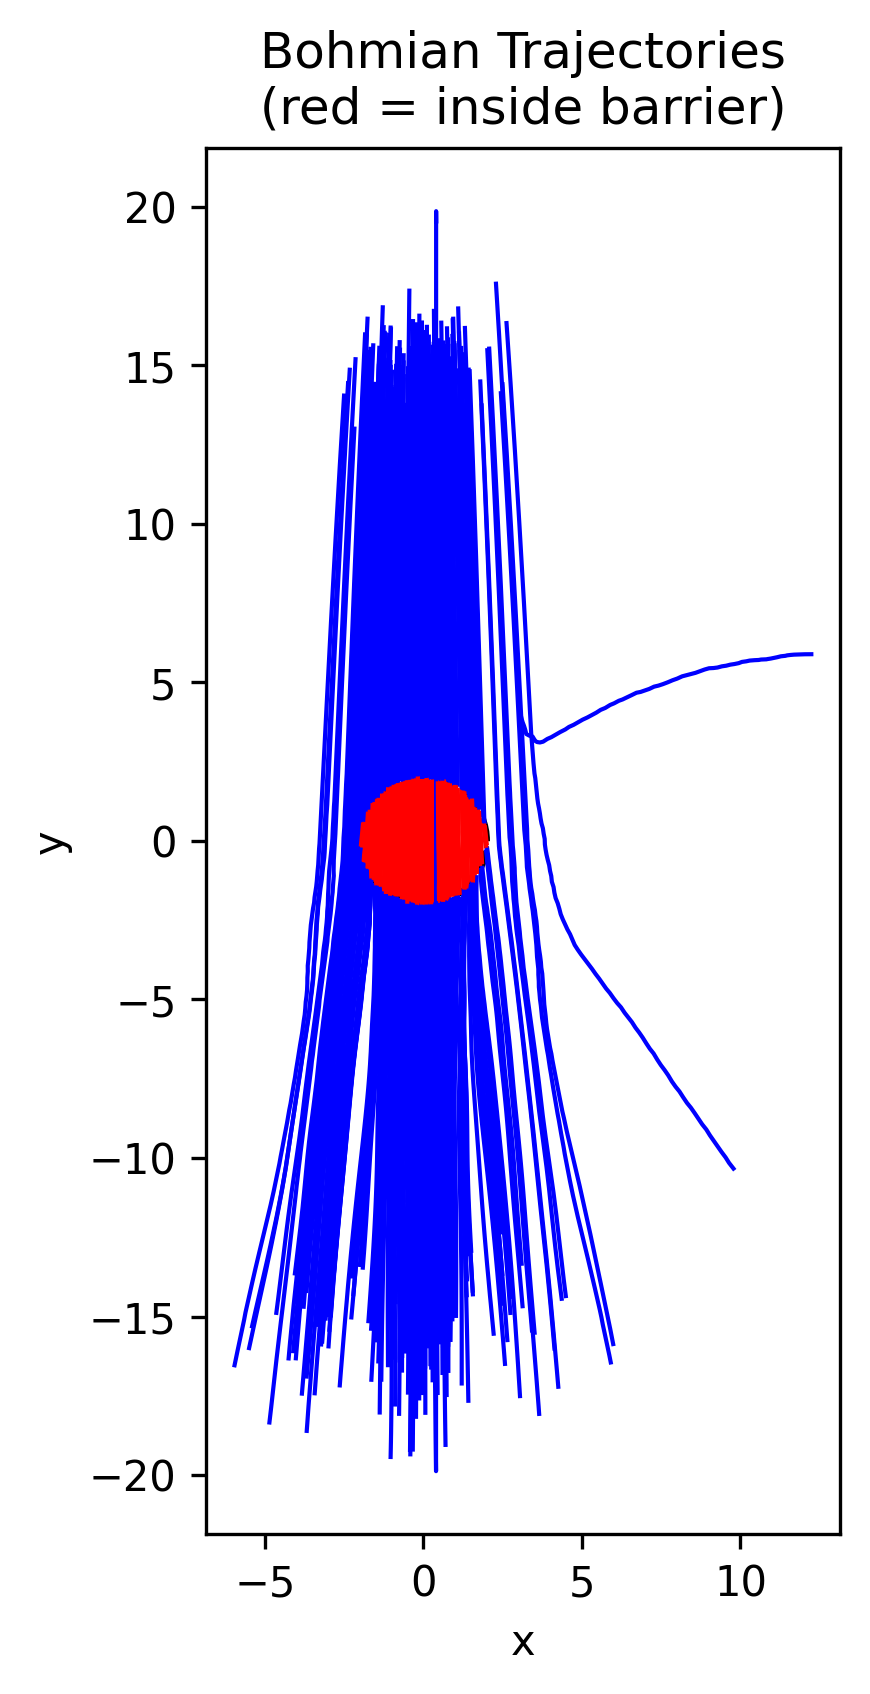 Bohmian Trajectories
(red = inside barrier)
20
15
10
5
0
−5
−10
−15
−20
y
−5 0 5 10
x